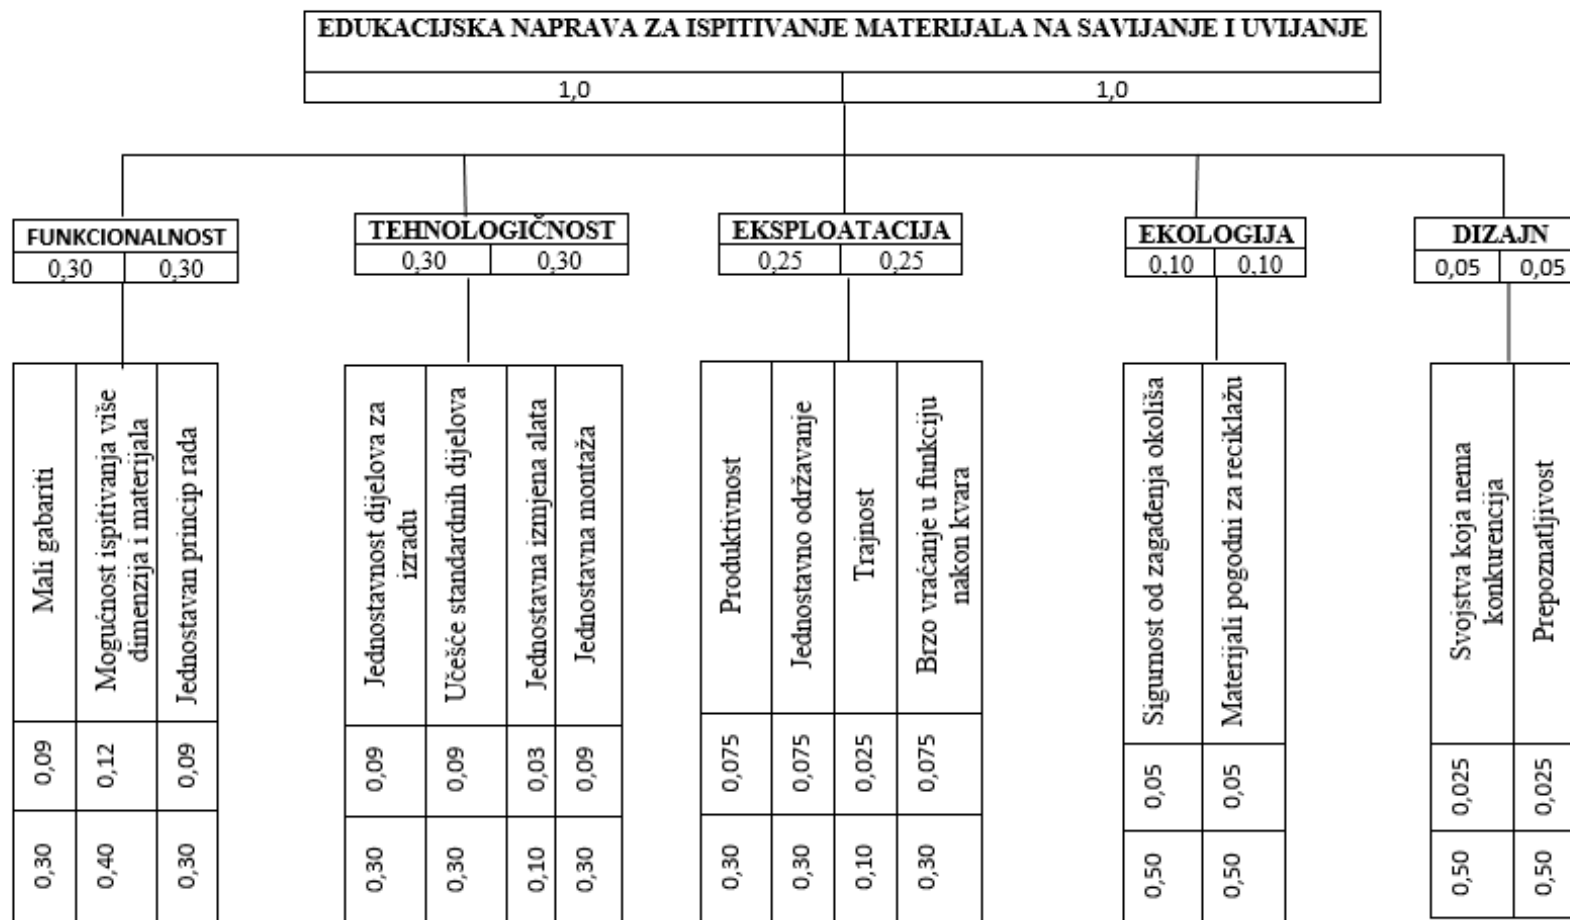 EDUKACIJSKA NAPRAVA ZA ISPITIVANJE MATERIJALA NA SAVIJANJE I UVIJANJE
1,0 1,0
FUNKCIONALNOST
0,30 0,30
Mali gabariti
Mogućnost ispitivanja više
dimenzija i materijala
Jednostavan princip rada
0,09 0,12 0,09
0,30 0,40 0,30
TEHNOLOGIČNOST
0,30 0,30
Jednostavnost dijelova za
izradu
Učešće standardnih dijelova
Jednostavna izmjena alata
Jednostavna montaža
0,09 0,09 0,03 0,09
0,30 0,30 0,10 0,30
EKSPLOATACIJA
0,25 0,25
Produktivnost
Jednostavno održavanje
Trajnost
Brzo vraćanje u funkciju
nakon kvara
0,075 0,075 0,025 0,075
0,30 0,30 0,10 0,30
EKOLOGIJA
0,10 0,10
Sigurnost od zagađenja okoliša
Materijali pogodni za reciklažu
0,05 0,05
0,50 0,50
DIZAJN
0,05 0,05
Svojstva koja nema
konkurencija
Prepoznatljivost
0,025 0,025
0,50 0,50